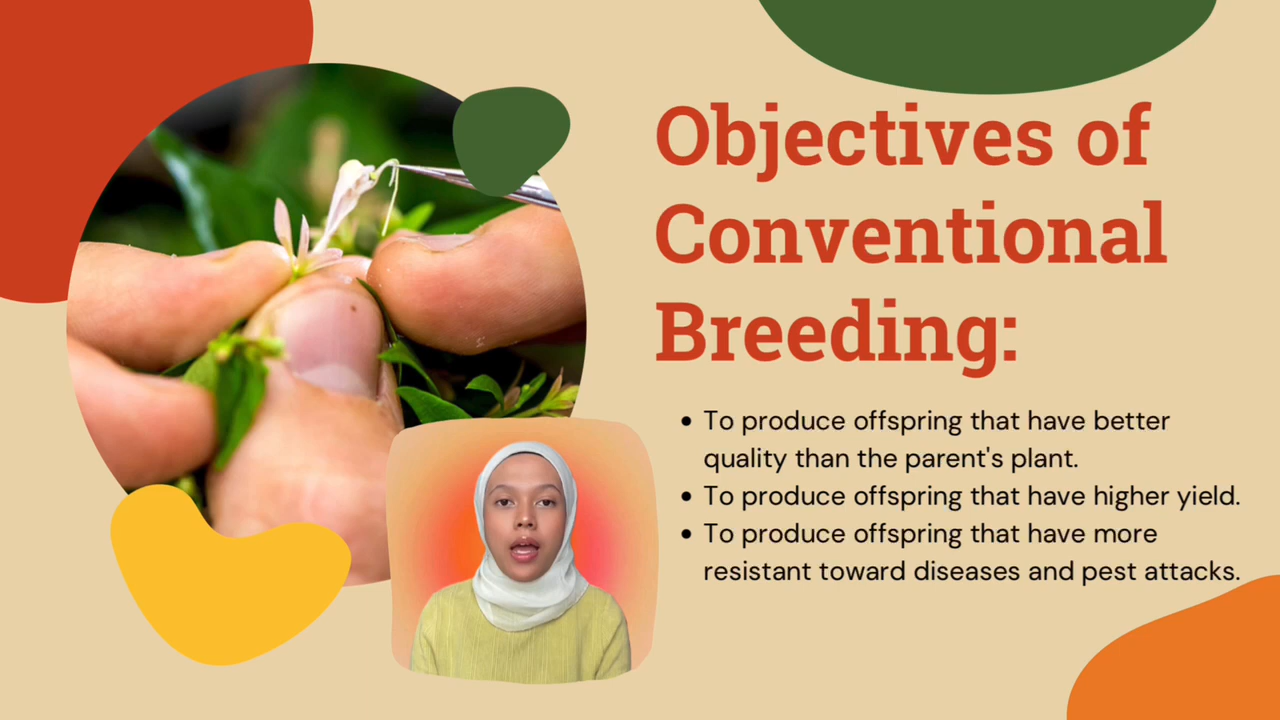 Objectives of
Conventional
Breeding:
• To produce offspring that have better
quality than the parent's plant.
• To produce offspring that have higher yield.
• To produce offspring that have more
resistant toward diseases and pest attacks.